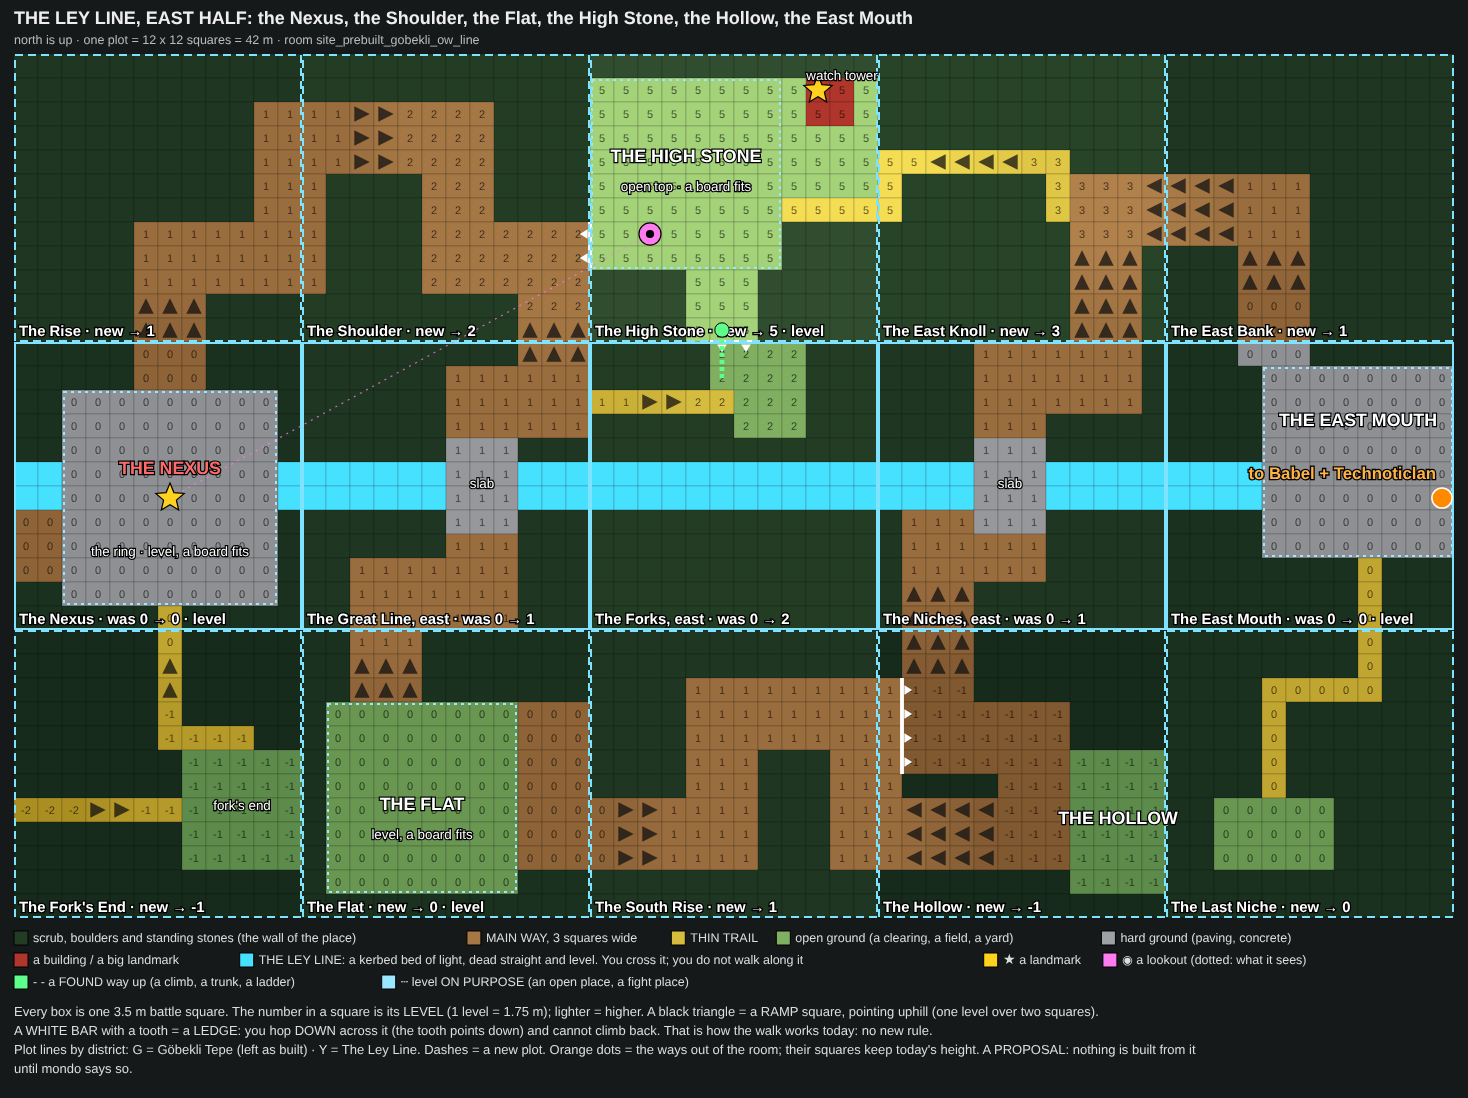 THE LEY LINE, EAST HALF: the Nexus, the Shoulder, the Flat, the High Stone, the Hollow, the East Mouth
north is up · one plot = 12 x 12 squares = 42 m · room site_prebuilt_gobekli_ow_line
watch tower
THE HIGH STONE
open top · a board fits
The Rise · new → 1
The Shoulder · new → 2
The High Stone · new → 5 · level
The East Knoll · new → 3
The East Bank · new → 1
THE EAST MOUTH
THE NEXUS
to Babel + Technoticlan
slab
slab
the ring · level, a board fits
The Nexus · was 0 → 0 · level
The Great Line, east · was 0 → 1
The Forks, east · was 0 → 2
The Niches, east · was 0 → 1
The East Mouth · was 0 → 0 · level
fork's end
THE FLAT
level, a board fits
THE HOLLOW
The Fork's End · new → -1
The Flat · new → 0 · level
The South Rise · new → 1
The Hollow · new → -1
The Last Niche · new → 0
scrub, boulders and standing stones (the wall of the place)
MAIN WAY, 3 squares wide
THIN TRAIL
open ground (a clearing, a field, a yard)
hard ground (paving, concrete)
a building / a big landmark
THE LEY LINE: a kerbed bed of light, dead straight and level. You cross it; you do not walk along it
★ a landmark
◉ a lookout (dotted: what it sees)
- - a FOUND way up (a climb, a trunk, a ladder)
┄ level ON PURPOSE (an open place, a fight place)
Every box is one 3.5 m battle square. The number in a square is its LEVEL (1 level = 1.75 m); lighter = higher. A black triangle = a RAMP square, pointing uphill (one level over two squares).
A WHITE BAR with a tooth = a LEDGE: you hop DOWN across it (the tooth points down) and cannot climb back. That is how the walk works today: no new rule.
Plot lines by district: G = Göbekli Tepe (left as built) · Y = The Ley Line. Dashes = a new plot. Orange dots = the ways out of the room; their squares keep today's height. A PROPOSAL: nothing is built from it
until mondo says so.